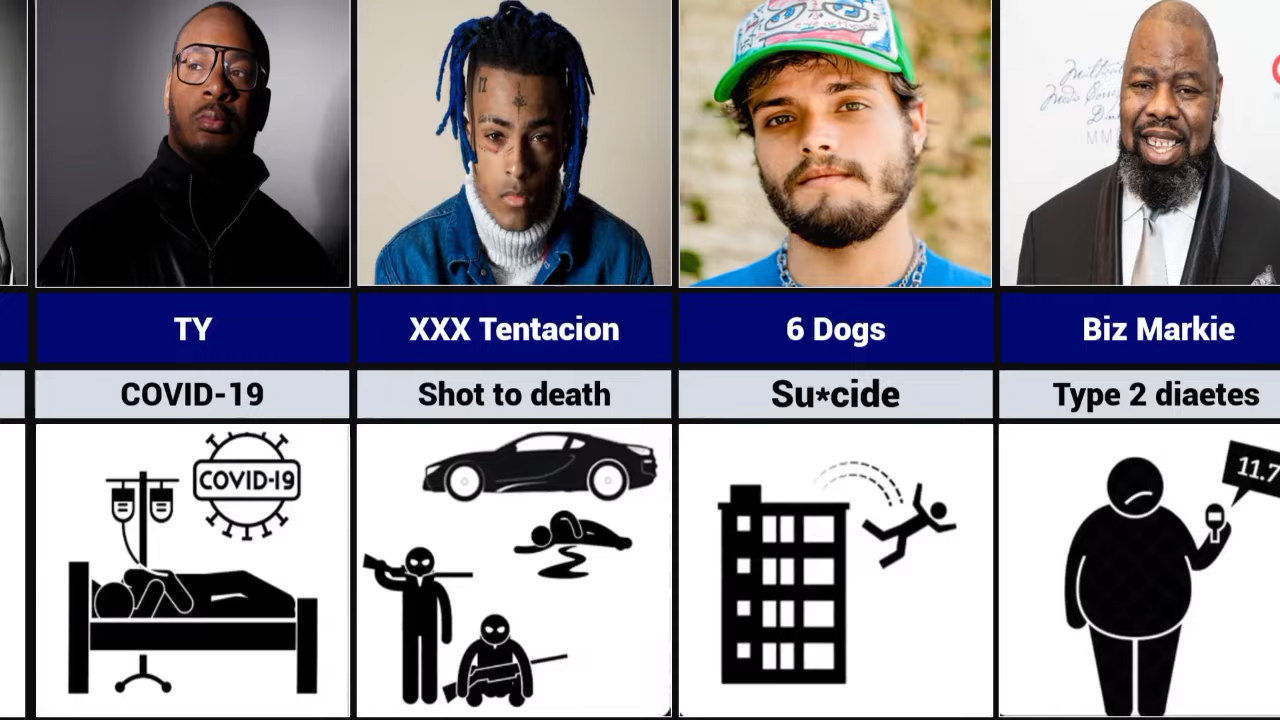 TY
XXX Tentacion
6 Dogs
Biz Markie
COVID-19
Shot to death
Su*cide
Type 2 diaetes
COVID-19
11.7